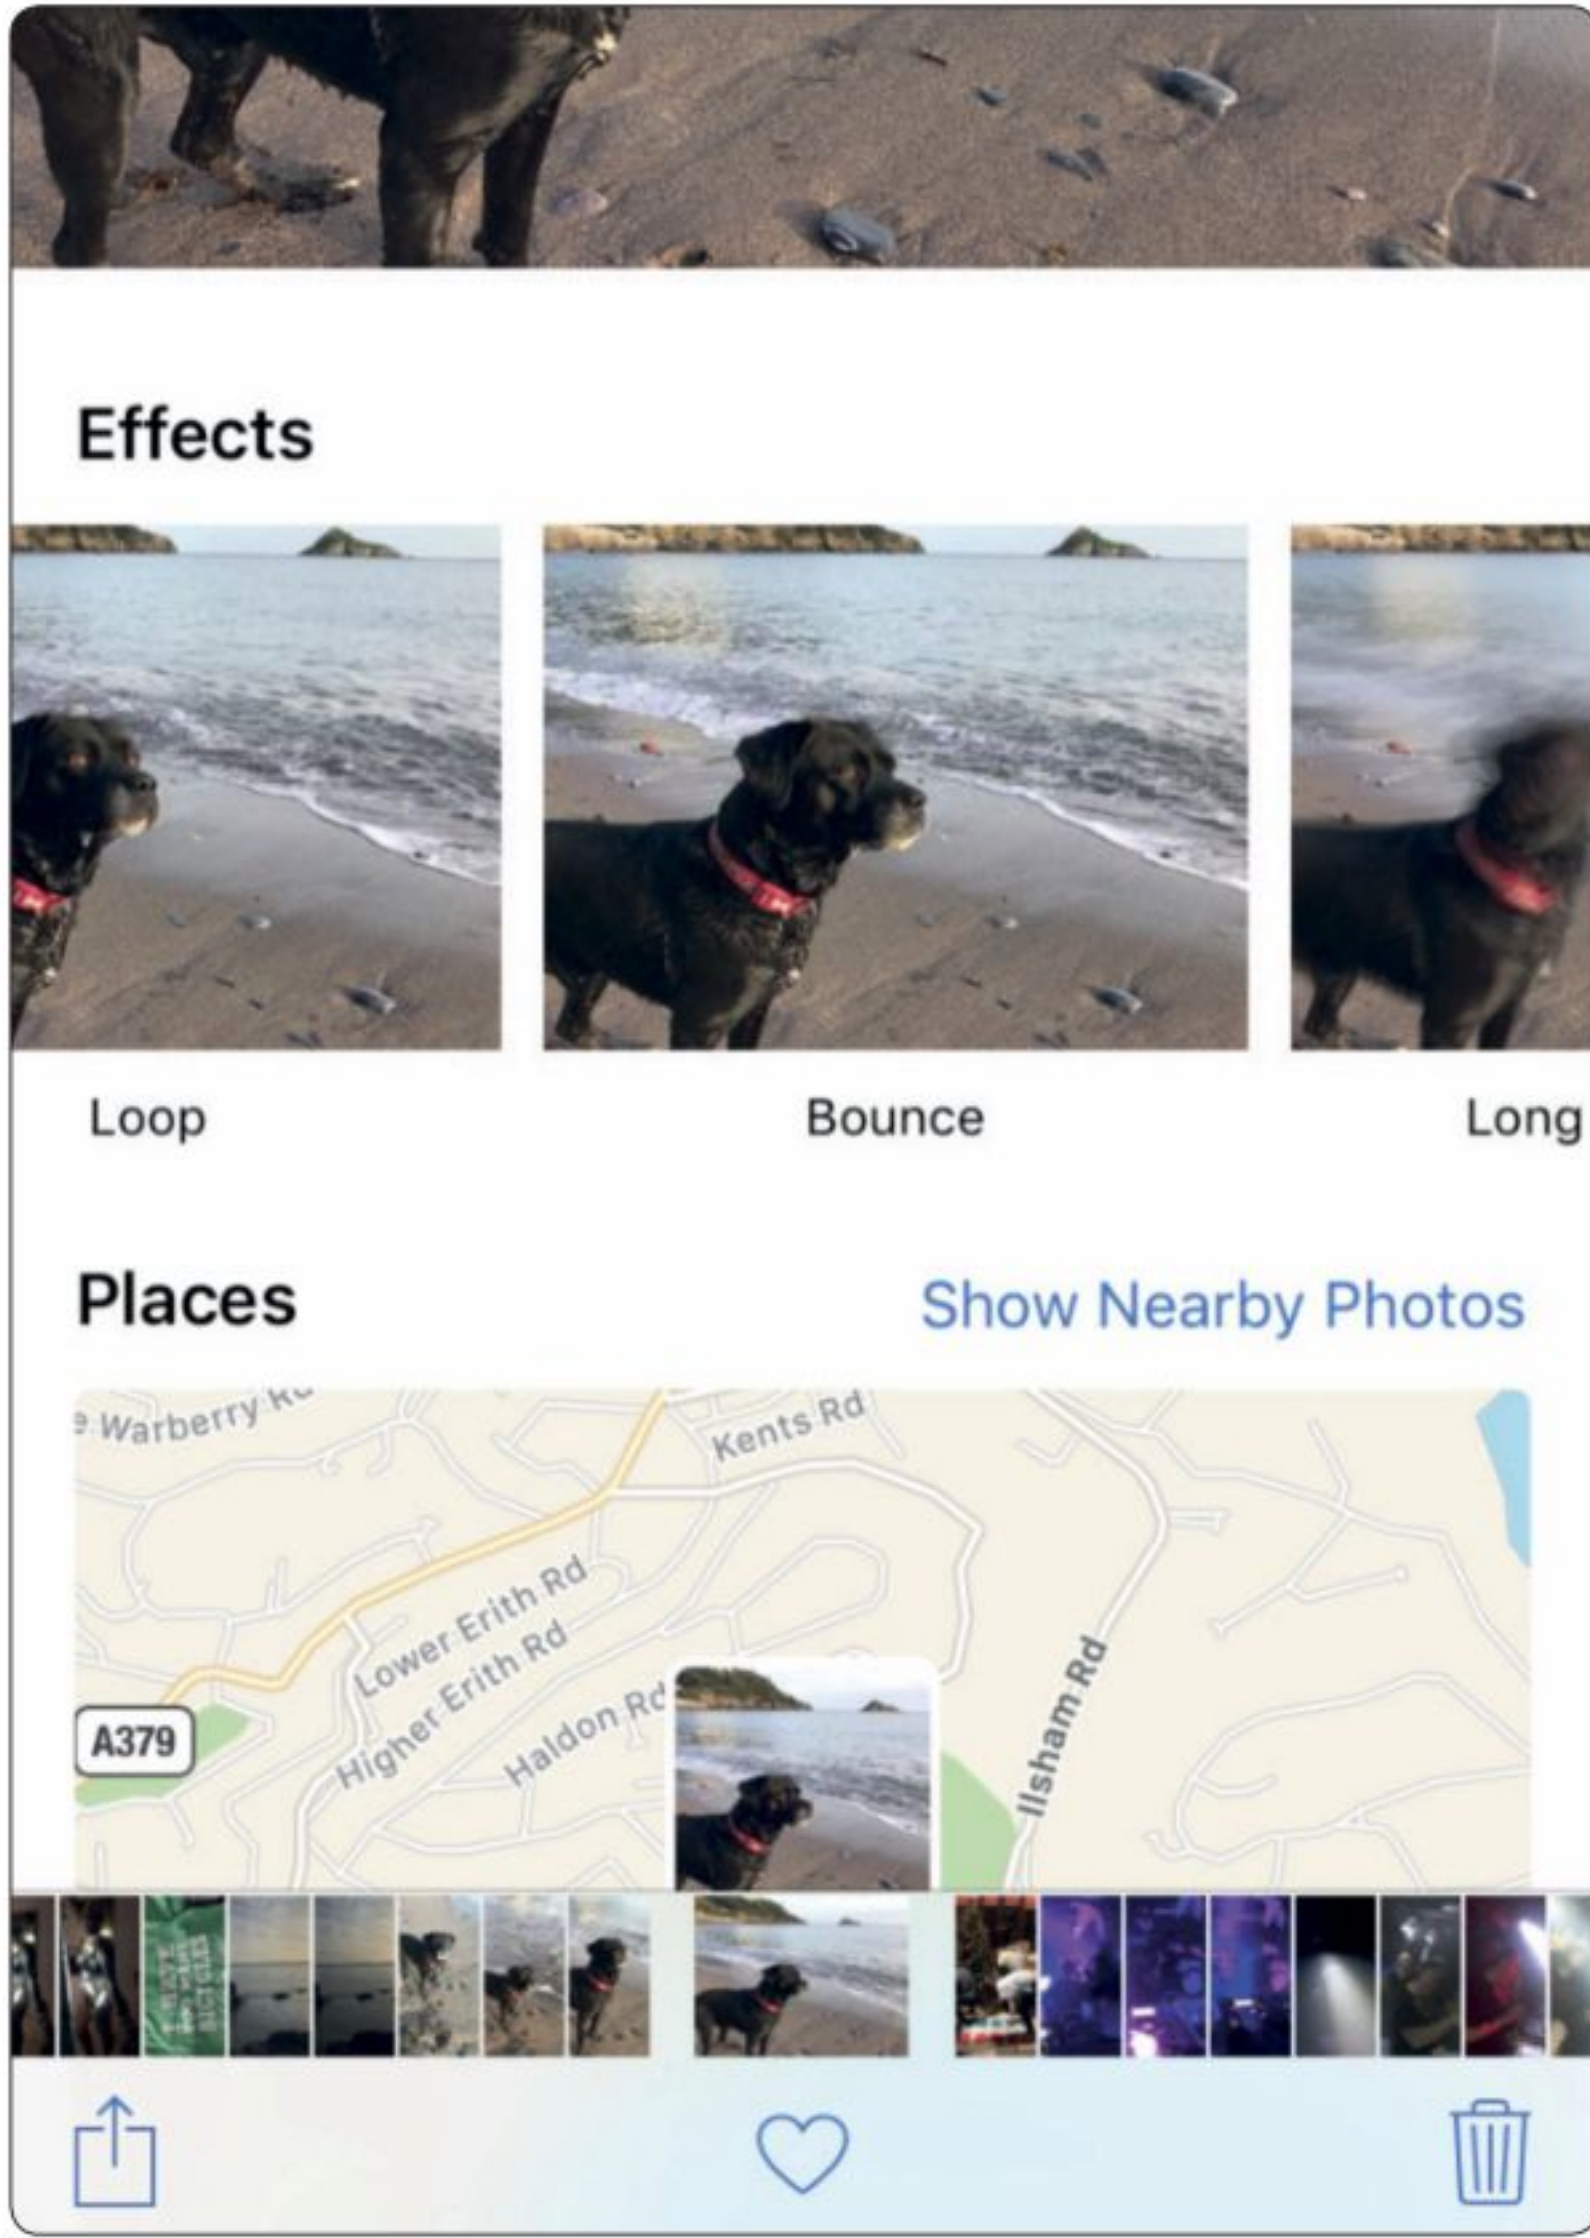 Effects
Loop
Bounce
Long
Places
Show Nearby Photos
e Warberry Rd
Kents Rd
Lower Erith Rd
Higher Erith Rd
Haldon Rd
Ilsham Rd
A379